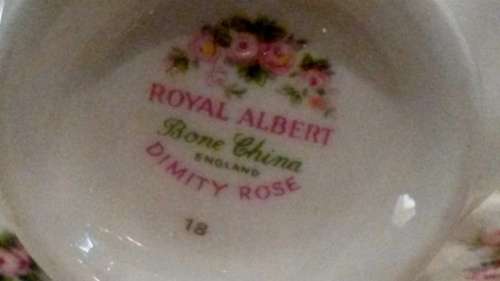 ROYAL ALBERT
Bone China
ENGLAND
DIMITY ROSE
18